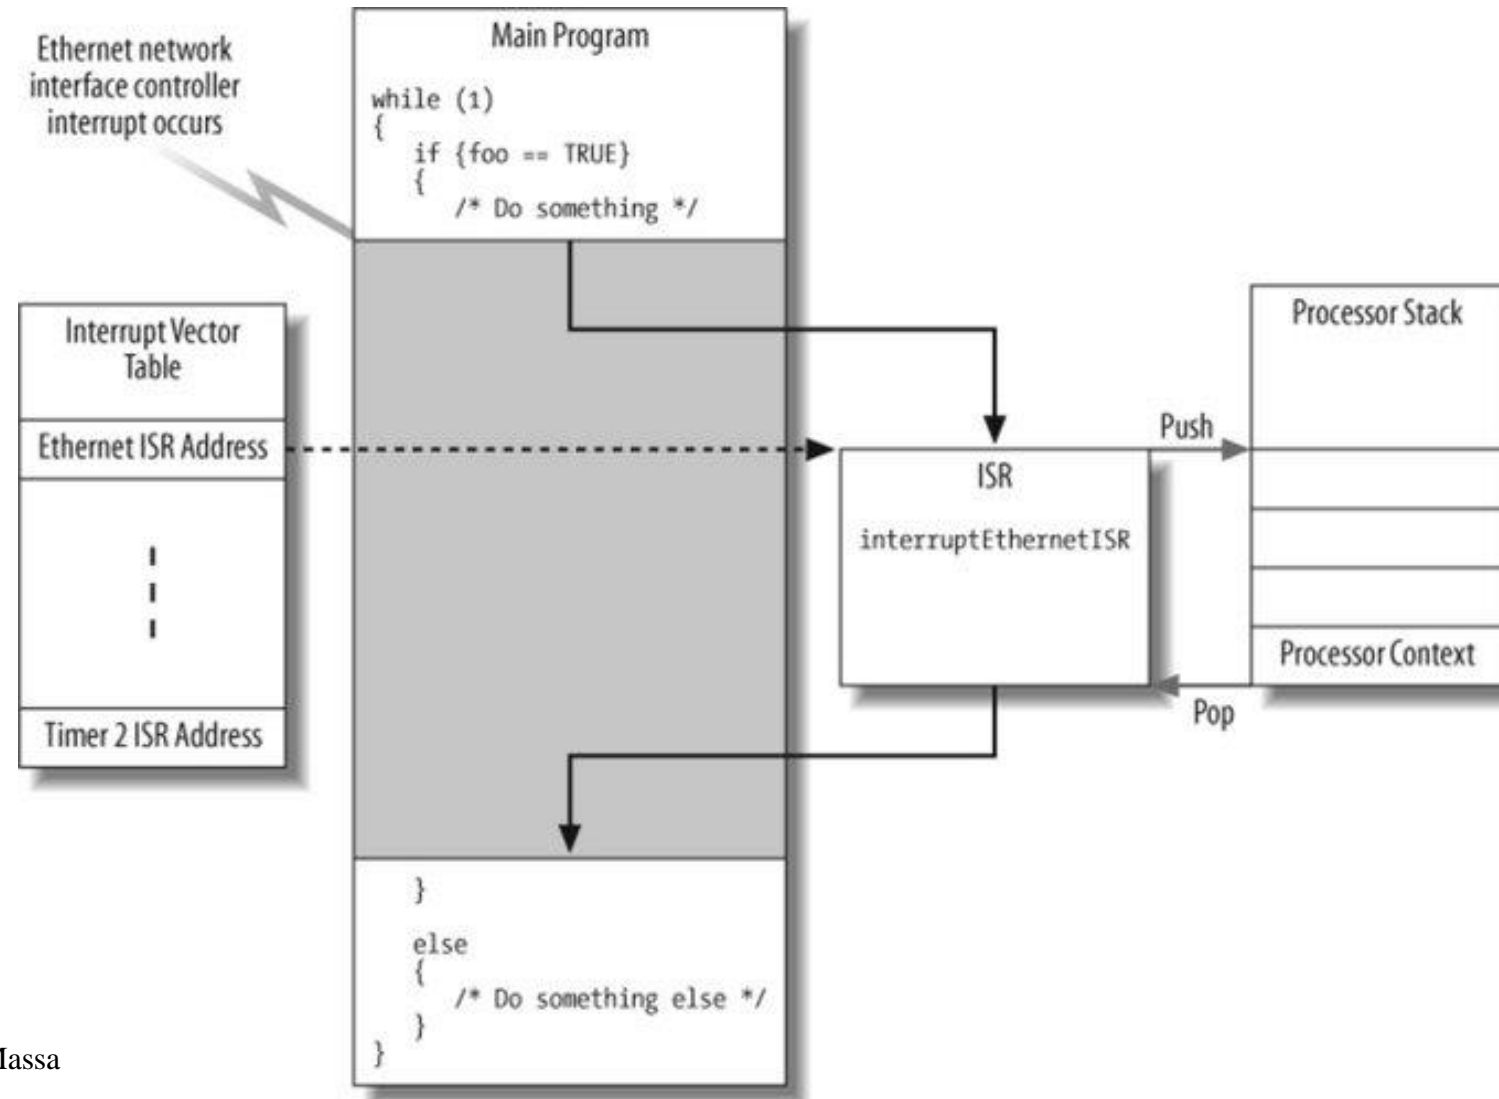 Ethernet network
interface controller
interrupt occurs
Main Program
while (1)
{
if {foo == TRUE}
{
/* Do something */
Interrupt Vector
Table
Ethernet ISR Address
Timer 2 ISR Address
ISR
interruptEthernetISR
Push
Pop
Processor Stack
Processor Context
}
else
{
/* Do something else */
}
}